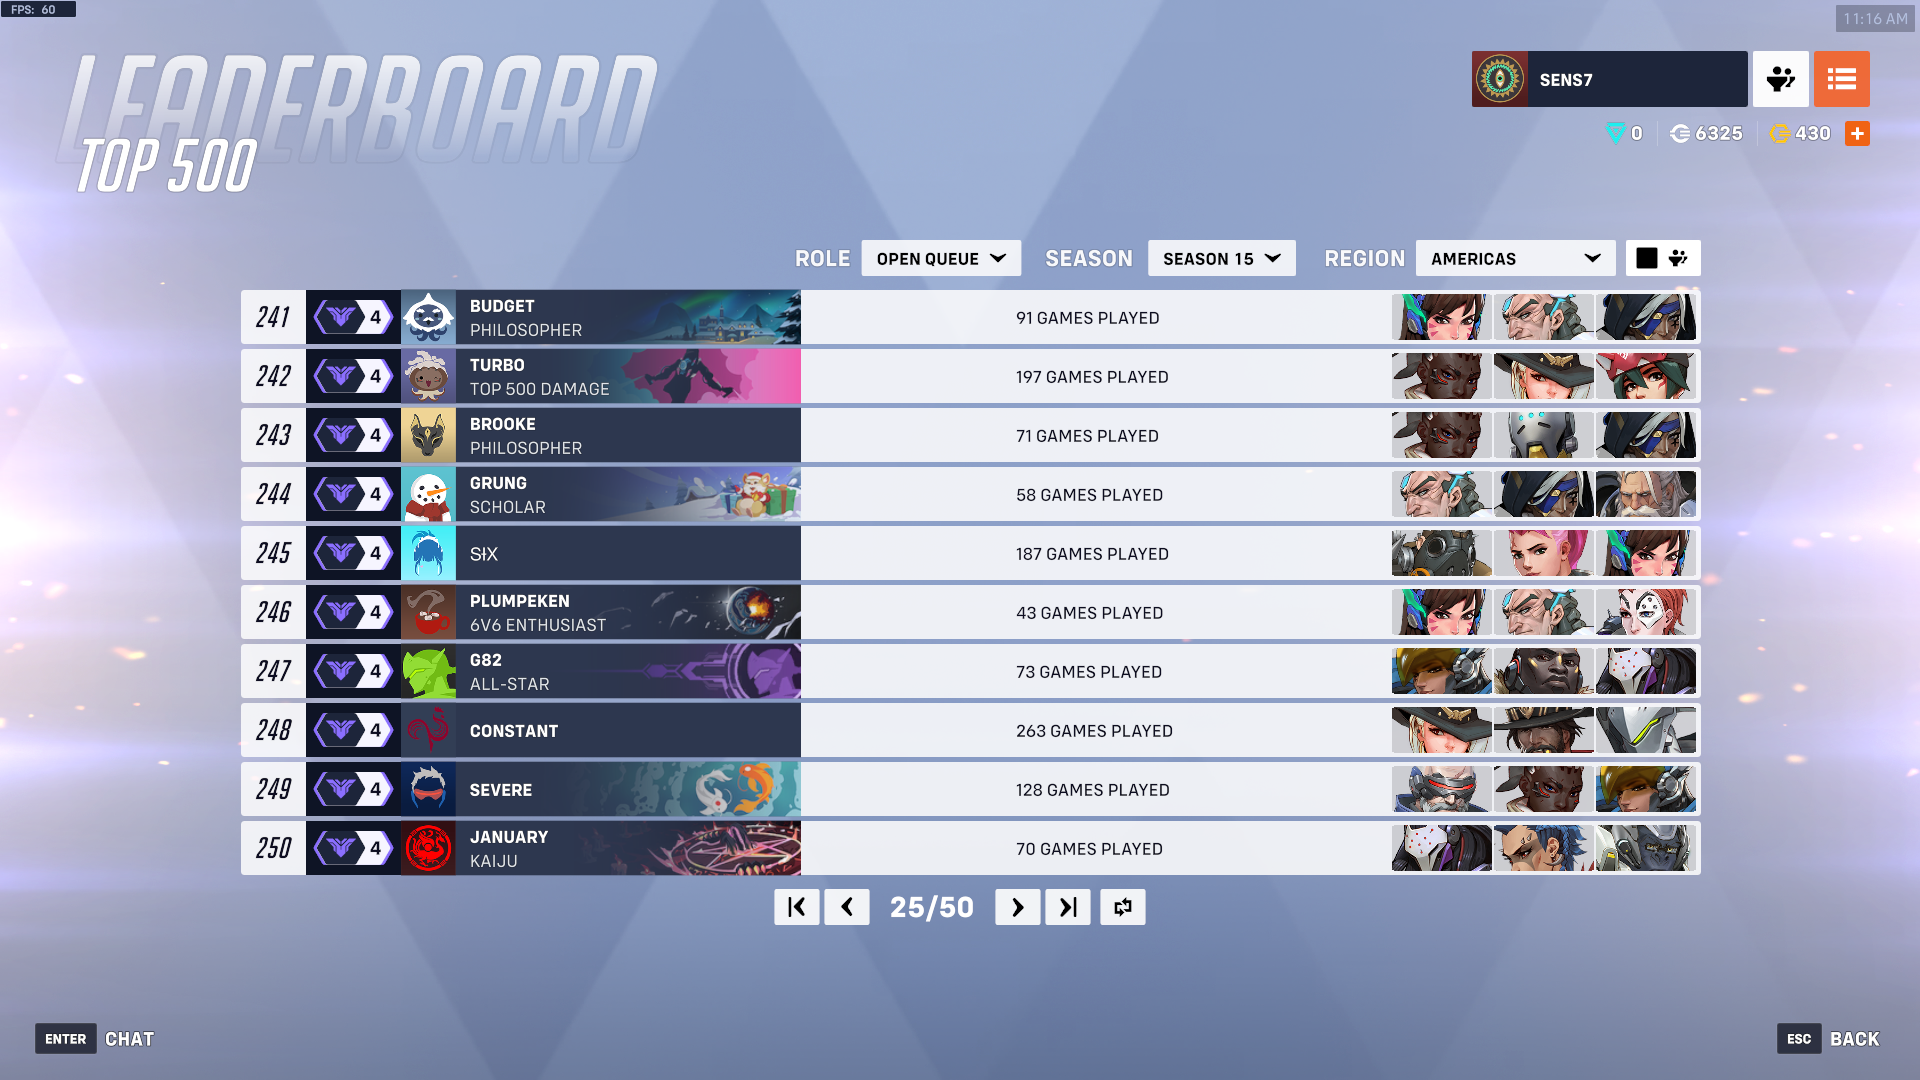 FPS: 60
11:16 AM
LEADERBOARD
TOP 500
SENS7
0
6325
430
ROLE
OPEN QUEUE
SEASON
SEASON 15
REGION
AMERICAS
241
4
BUDGET
PHILOSOPHER
91 GAMES PLAYED
242
4
TURBO
TOP 500 DAMAGE
197 GAMES PLAYED
243
4
BROOKE
PHILOSOPHER
71 GAMES PLAYED
244
4
GRUNG
SCHOLAR
58 GAMES PLAYED
245
4
SƗX
187 GAMES PLAYED
246
4
PLUMPEKEN
6V6 ENTHUSIAST
43 GAMES PLAYED
247
4
G82
ALL-STAR
73 GAMES PLAYED
248
4
CONSTANT
263 GAMES PLAYED
249
4
SEVERE
128 GAMES PLAYED
250
4
JANUARY
KAIJU
70 GAMES PLAYED
25/50
ENTER
CHAT
ESC
BACK